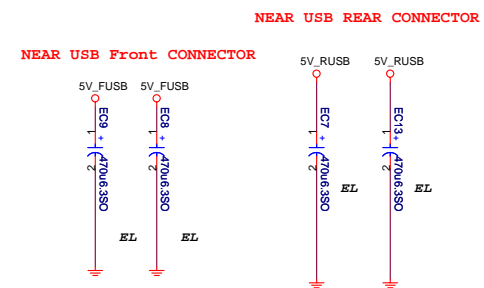 NEAR USB REAR CONNECTOR
NEAR USB Front CONNECTOR
5V_FUSB
5V_FUSB
5V_RUSB
5V_RUSB
EC9
1
+
2
470u6.3SO
EL
EC8
1
+
2
470u6.3SO
EL
EC7
1
+
2
470u6.3SO
EL
EC13
1
+
2
470u6.3SO
EL